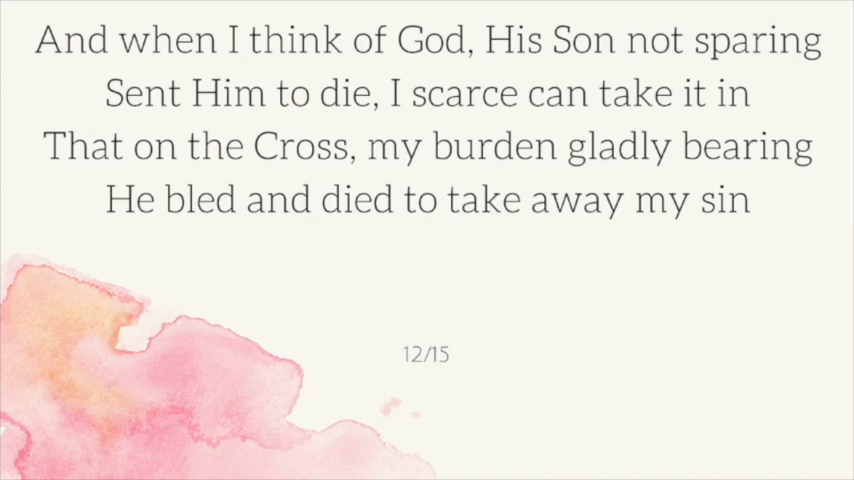 And when I think of God, His Son not sparing
Sent Him to die, I scarce can take it in
That on the Cross, my burden gladly bearing
He bled and died to take away my sin
12/15